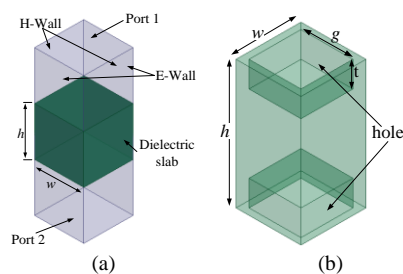 H-Wall
Port 1
E-Wall
h
Dielectric
slab
w
Port 2
(a)
w
g
t
h
hole
(b)